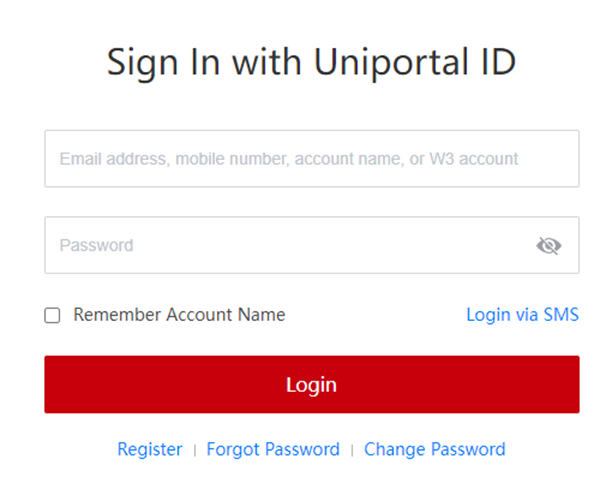 Sign In with Uniportal ID
Email address, mobile number, account name, or W3 account
Password
Remember Account Name Login via SMS
Login
Register | Forgot Password | Change Password